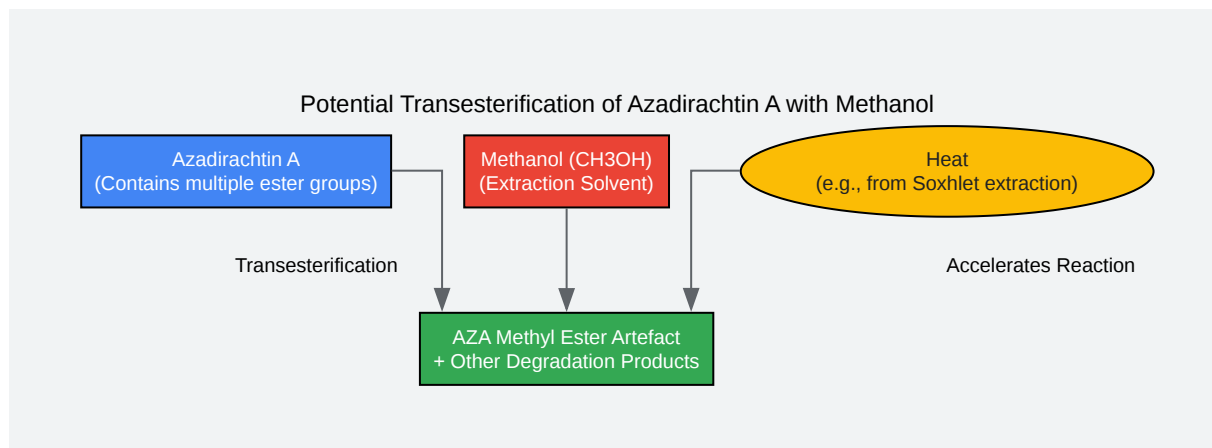 Potential Transesterification of Azadirachtin A with Methanol
Azadirachtin A
(Contains multiple ester groups)
Methanol (CH3OH)
(Extraction Solvent)
Heat
(e.g., from Soxhlet extraction)
Transesterification
Accelerates Reaction
AZA Methyl Ester Artefact
+ Other Degradation Products